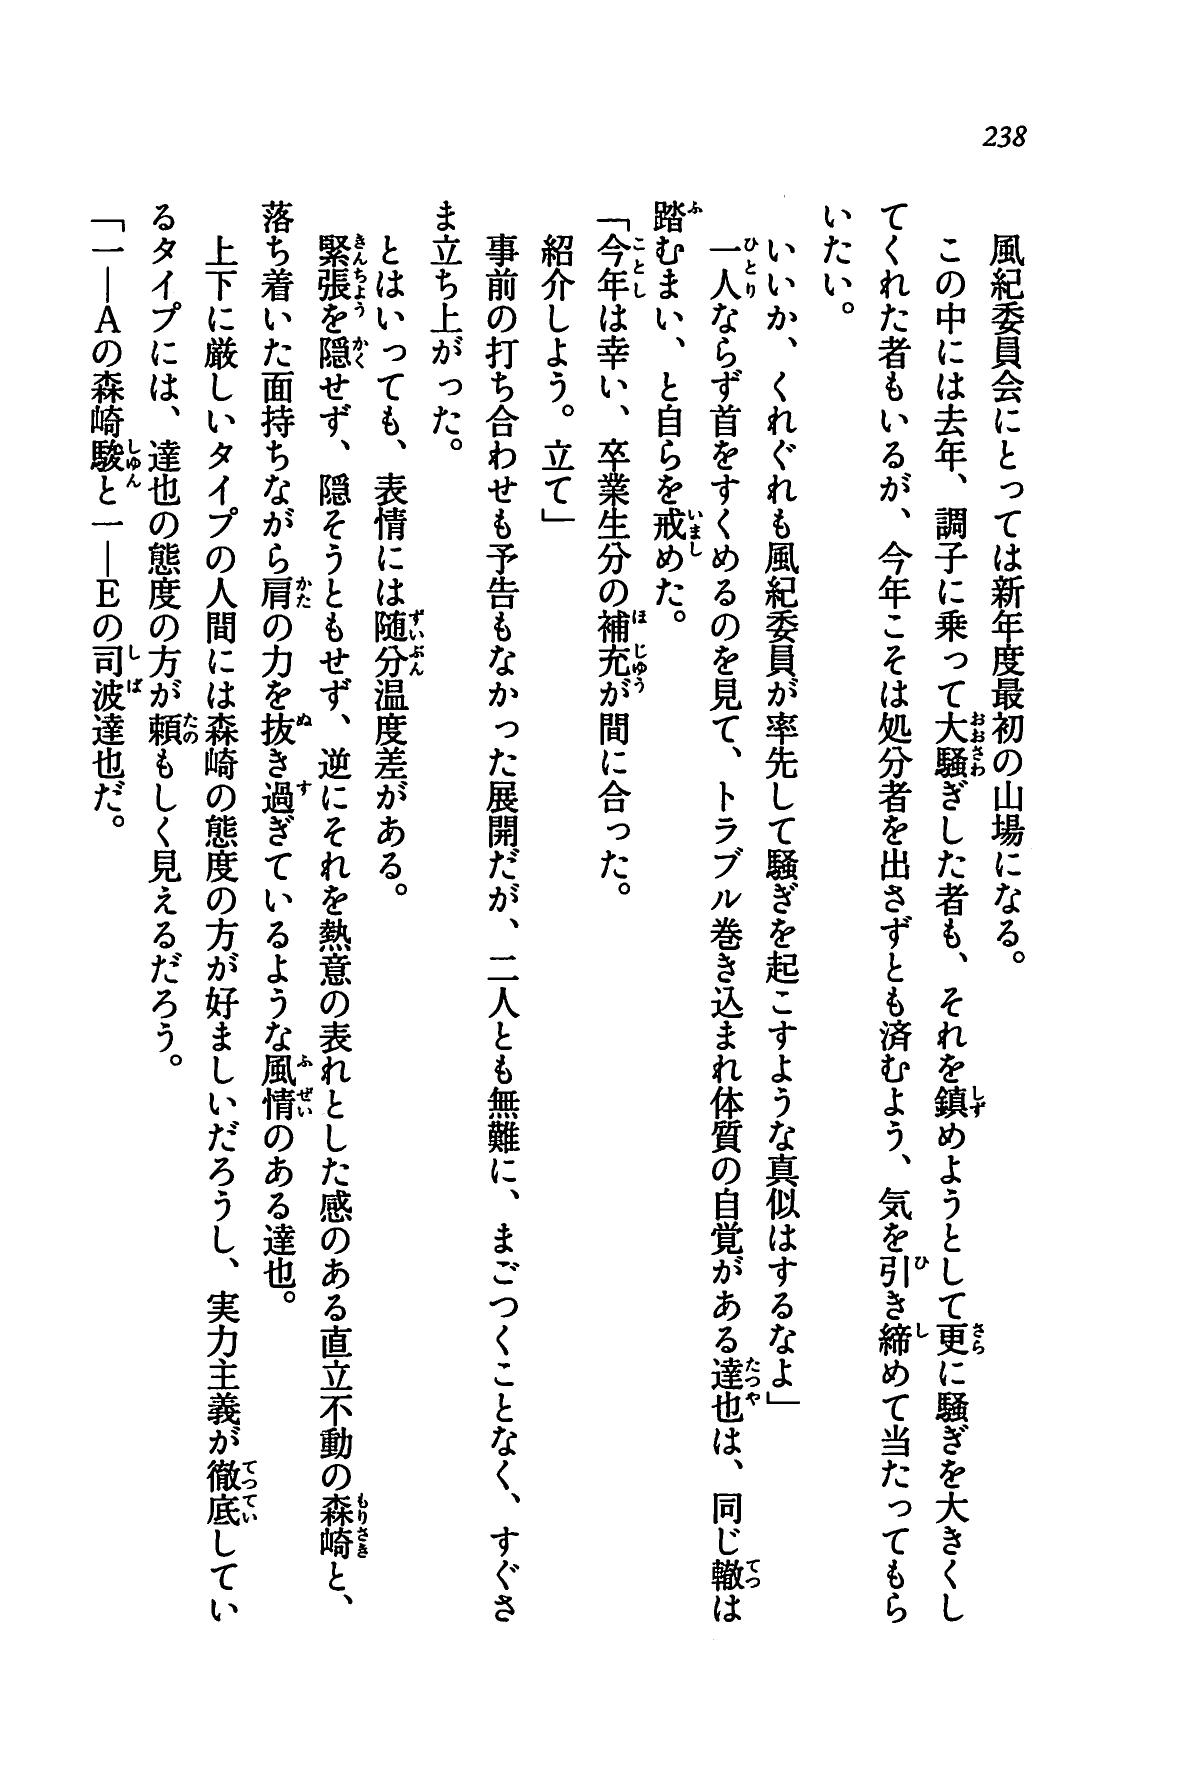 238
風紀委員会にとっては新年度最初の山場になる。
この中には去年、調子に乗って大騒ぎした者も、それを鎮めようとして更に騒ぎを大きくし
てくれた者もいるが、今年こそは処分者を出さずとも済むよう、気を引き締めて当たってもら
いたい。
いいか、くれぐれも風紀委員が率先して騒ぎを起こすような真似はするなよ」
一人ならず首をすくめるのを見て、トラブル巻き込まれ体質の自覚がある達也は、同じ轍は
踏むまい、と自らを戒めた。
「今年は幸い、卒業生分の補充が間に合った。
紹介しよう。立て」
事前の打ち合わせも予告もなかった展開だが、二人とも無難に、まごつくことなく、すぐさ
ま立ち上がった。
とはいっても、表情には随分温度差がある。
緊張を隠せず、隠そうともせず、逆にそれを熱意の表れとした感のある直立不動の森崎と、
落ち着いた面持ちながら肩の力を抜き過ぎているような風情のある達也。
上下に厳しいタイプの人間には森崎の態度の方が好ましいだろうし、実力主義が徹底してい
るタイプには、達也の態度の方が頼もしく見えるだろう。
「一―Ａの森崎駿と一―Ｅの司波達也だ。